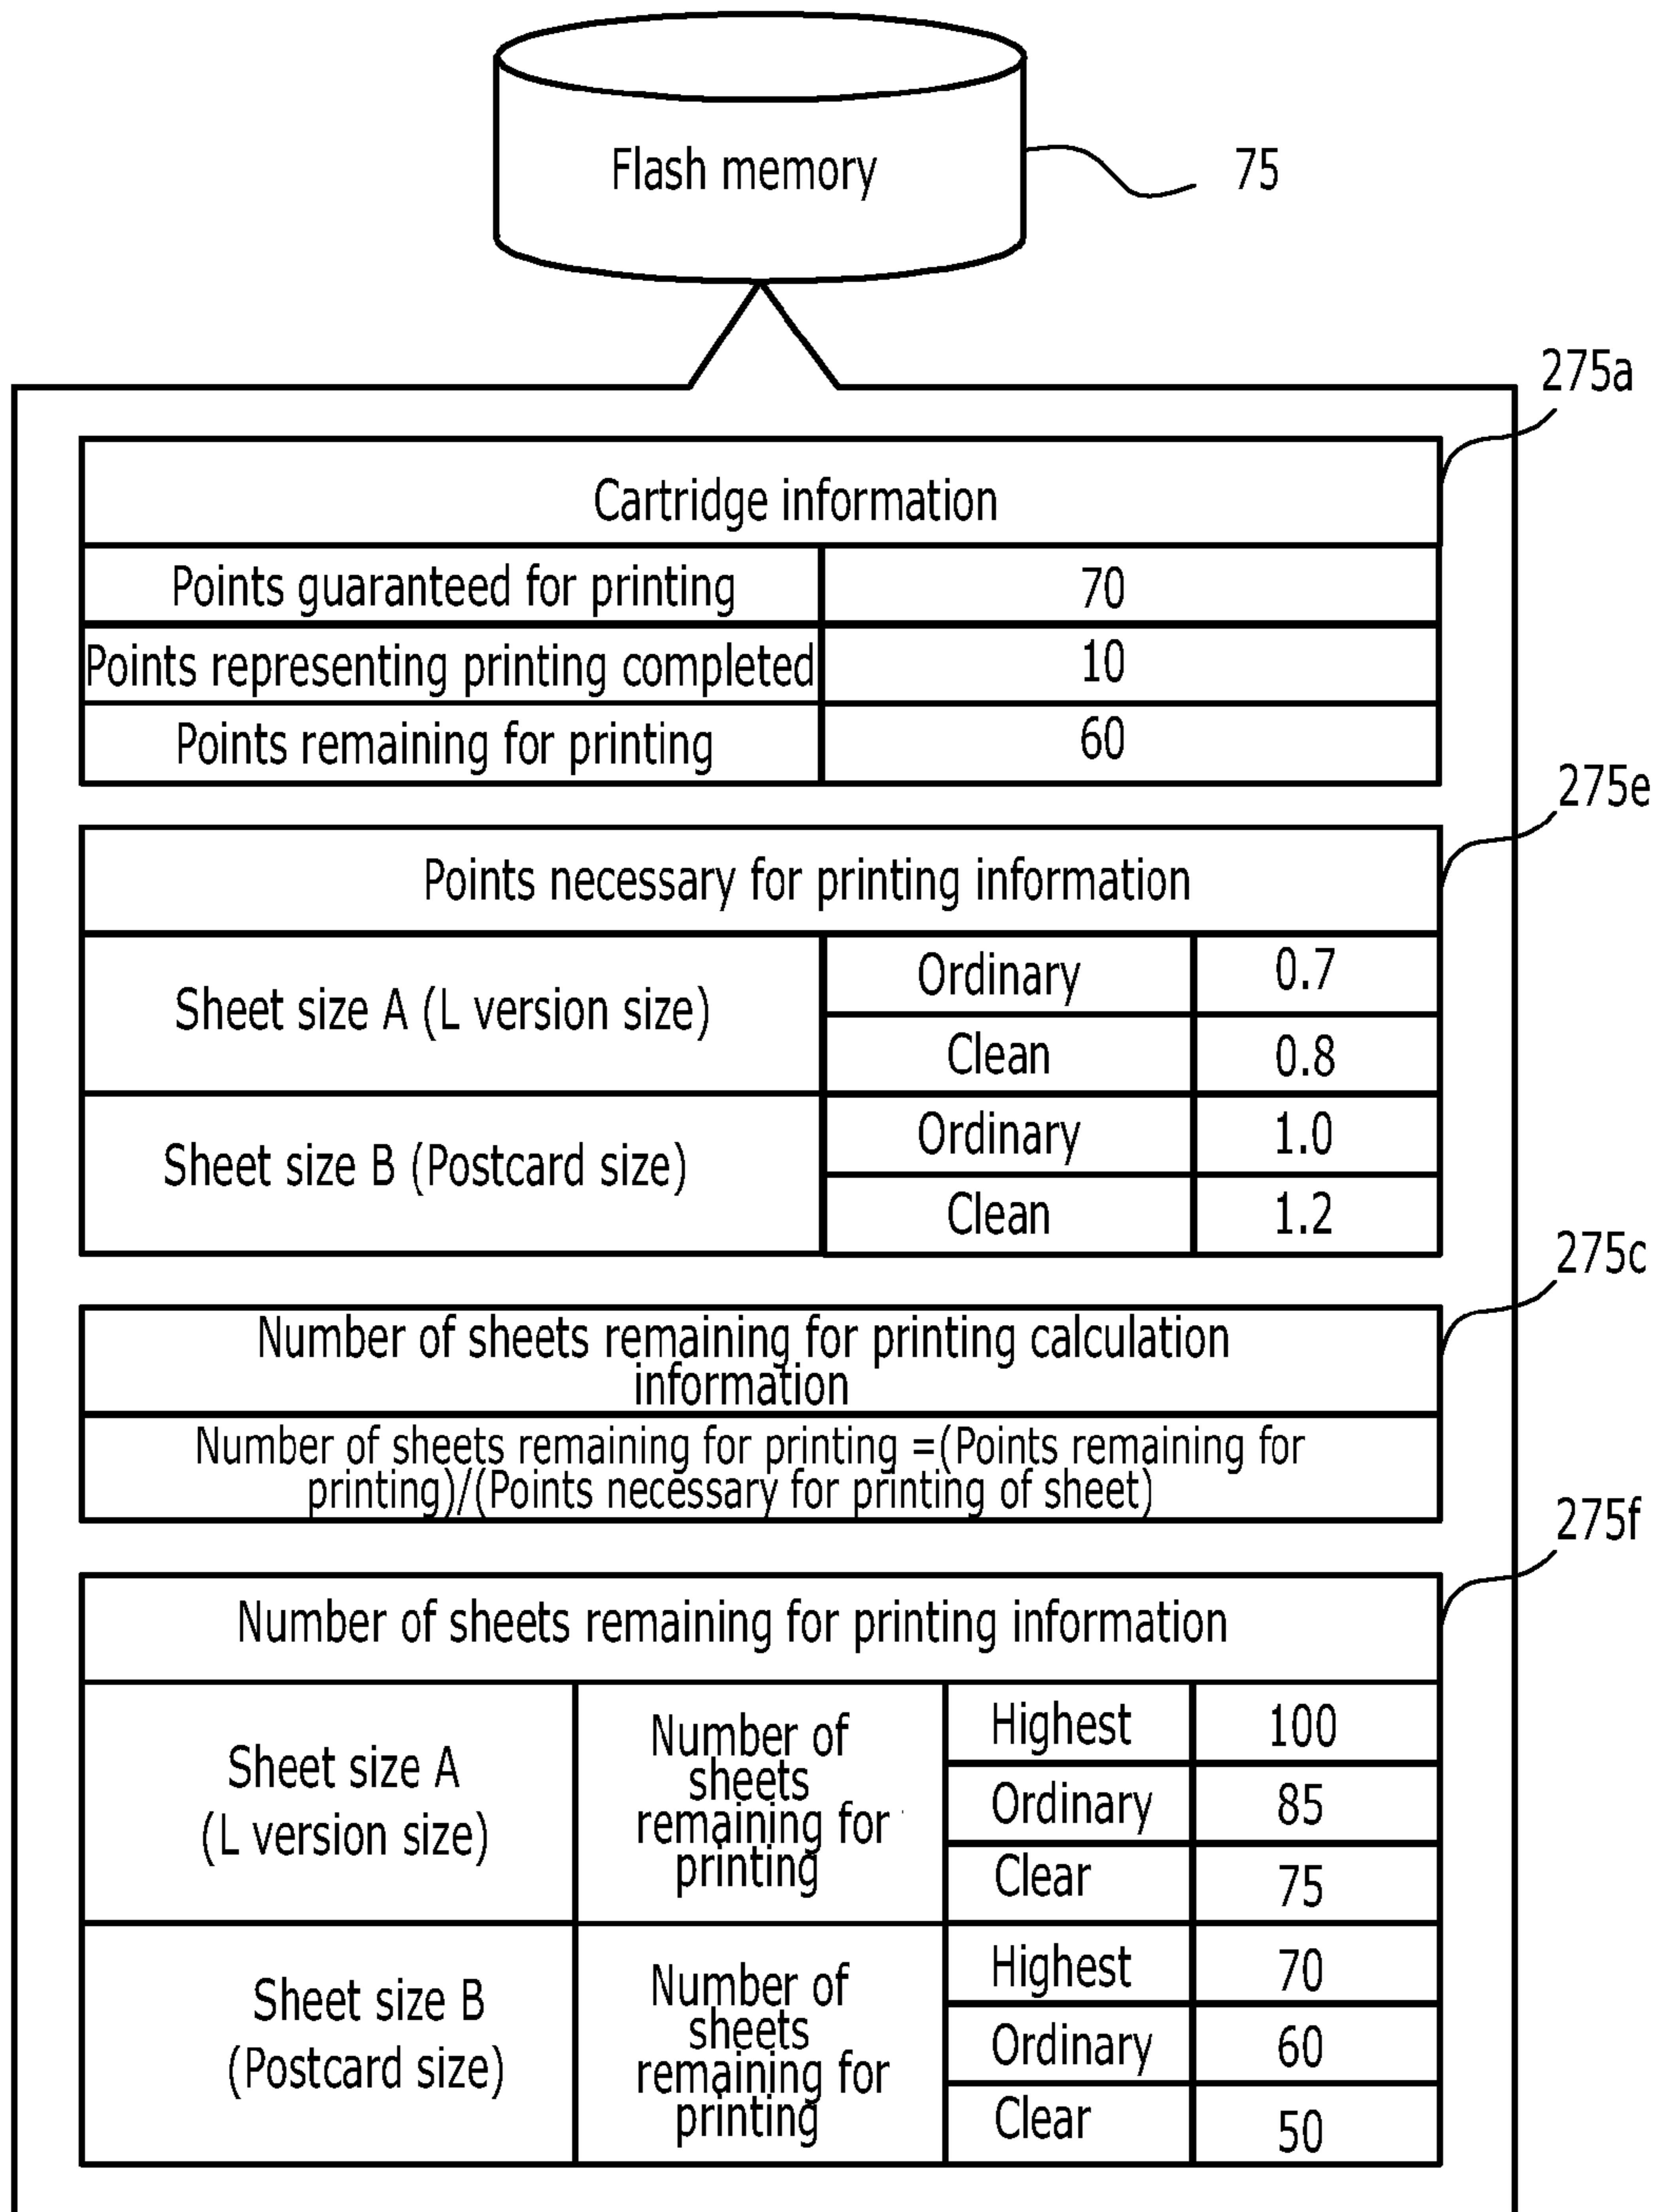 Flash memory
75
275a
Cartridge information
Points guaranteed for printing 70
Points representing printing completed 10
Points remaining for printing 60
275e
Points necessary for printing information
Sheet size A (L version size)
Ordinary 0.7
Clean 0.8
Sheet size B (Postcard size)
Ordinary 1.0
Clean 1.2
275c
Number of sheets remaining for printing calculation
information
Number of sheets remaining for printing =(Points remaining for
printing)/(Points necessary for printing of sheet)
275f
Number of sheets remaining for printing information
Sheet size A
(L version size)
Number of
sheets
remaining for
printing
Highest 100
Ordinary 85
Clear 75
Sheet size B
(Postcard size)
Number of
sheets
remaining for
printing
Highest 70
Ordinary 60
Clear 50